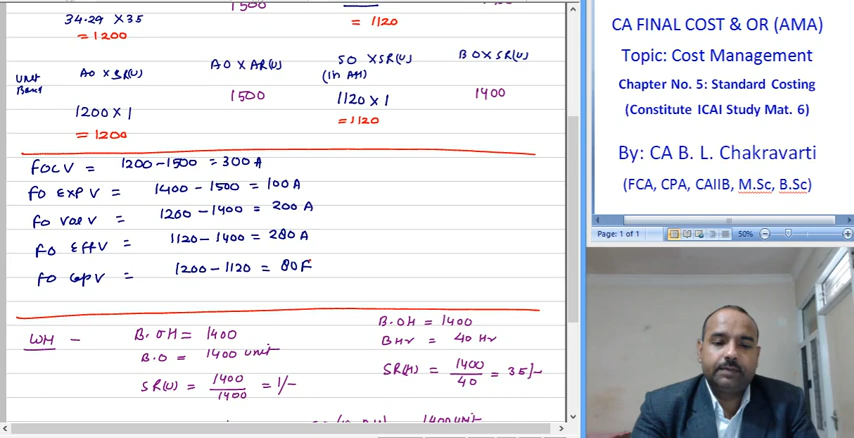 1500
34.29 X 35
= 1200
= 1120
Unit Based
AO X SR(U)
AO X AR(U)
SO X SR(U)
(in AH)
BO X SR(U)
1200 X 1
= 1200
1500
1120 X 1
= 1120
1400
FOCV = 1200 - 1500 = 300 A
FO EXP V = 1400 - 1500 = 100 A
FO Vol V = 1200 - 1400 = 200 A
FO Eff V = 1120 - 1400 = 280 A
FO Cap V = 1200 - 1120 = 80 F
WN -
B.OH = 1400
B.O = 1400 unit
SR(U) = 1400/1400 = 1/-
B.OH = 1400
BHr = 40 Hr
SR(H) = 1400/40 = 35/-
1400 unit
CA FINAL COST & OR (AMA)
Topic: Cost Management
Chapter No. 5: Standard Costing
(Constitute ICAI Study Mat. 6)
By: CA B. L. Chakravarti
(FCA, CPA, CAIIB, M.Sc, B.Sc)
Page: 1 of 1
50%